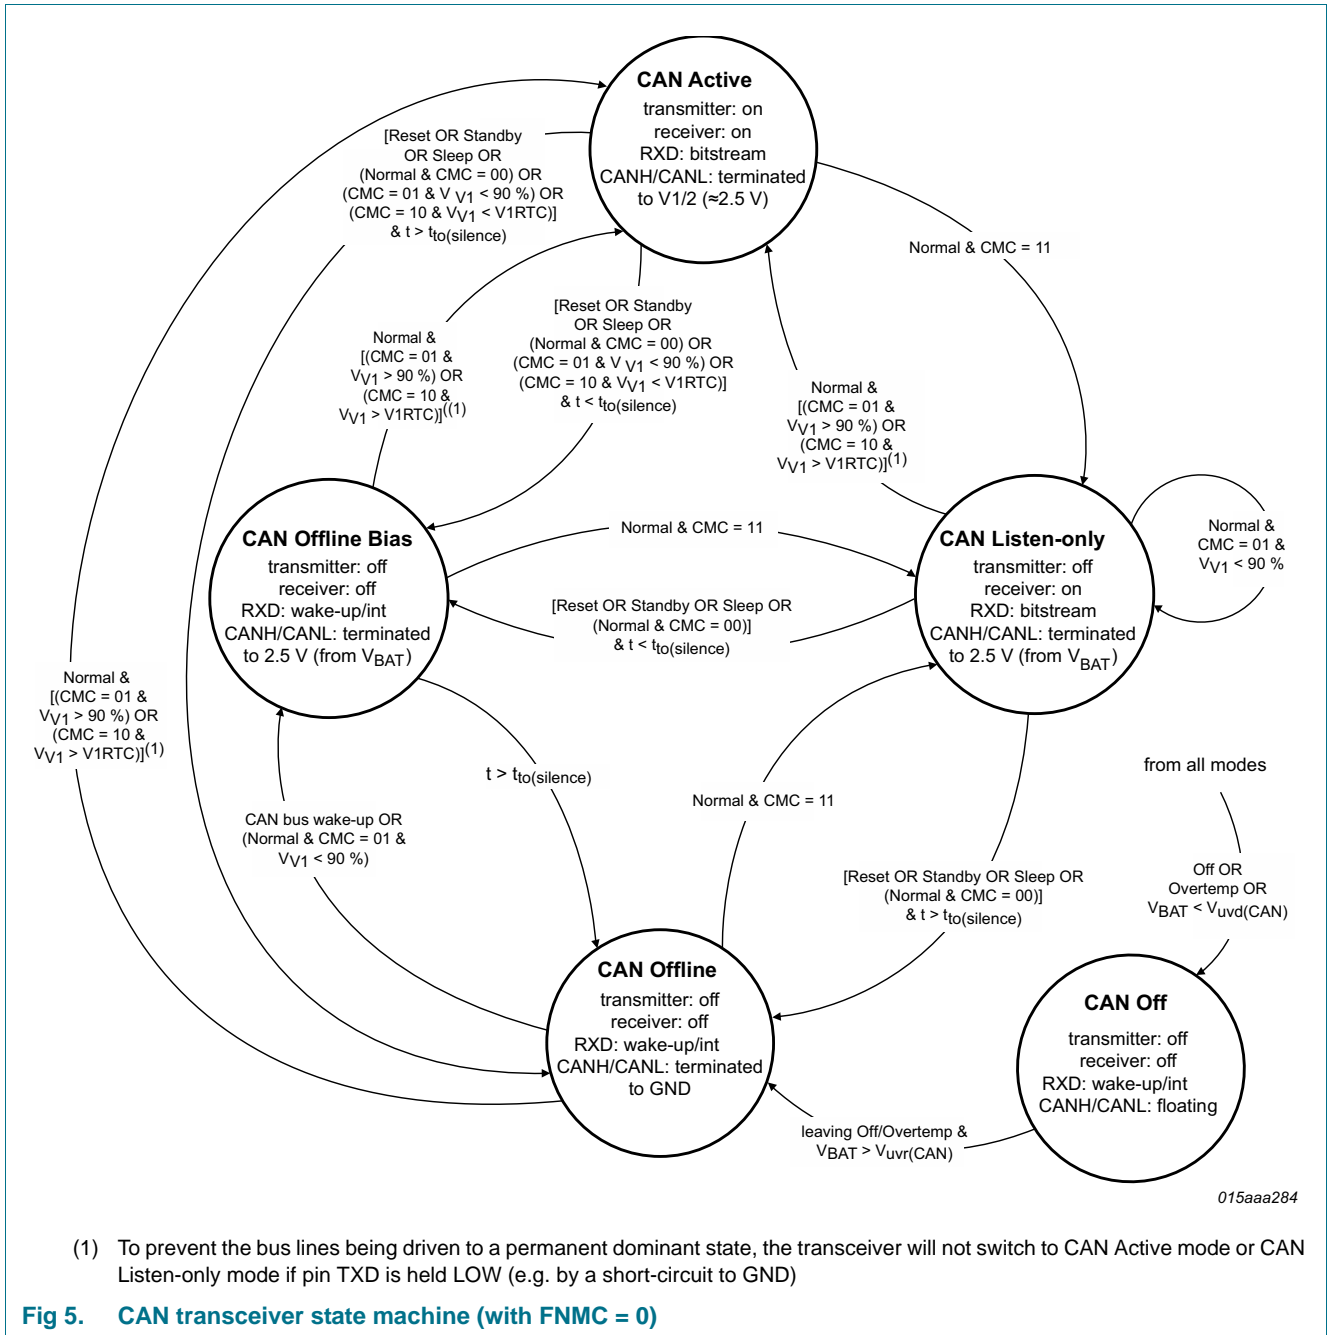 CAN Active
transmitter: on
receiver: on
RXD: bitstream
CANH/CANL: terminated
to V1/2 (≈2.5 V)
[Reset OR Standby
OR Sleep OR
(Normal & CMC = 00) OR
(CMC = 01 & V V1 < 90 %) OR
(CMC = 10 & VV1 < V1RTC)]
& t > tto(silence)
Normal & CMC = 11
[Reset OR Standby
OR Sleep OR
(Normal & CMC = 00) OR
(CMC = 01 & V V1 < 90 %) OR
(CMC = 10 & VV1 < V1RTC)]
& t < tto(silence)
Normal &
[(CMC = 01 &
VV1 > 90 %) OR
(CMC = 10 &
VV1 > V1RTC)]((1)
Normal &
[(CMC = 01 &
VV1 > 90 %) OR
(CMC = 10 &
VV1 > V1RTC)](1)
CAN Offline Bias
transmitter: off
receiver: off
RXD: wake-up/int
CANH/CANL: terminated
to 2.5 V (from VBAT)
Normal & CMC = 11
[Reset OR Standby OR Sleep OR
(Normal & CMC = 00)]
& t < tto(silence)
CAN Listen-only
transmitter: off
receiver: on
RXD: bitstream
CANH/CANL: terminated
to 2.5 V (from VBAT)
Normal &
CMC = 01 &
VV1 < 90 %
Normal &
[(CMC = 01 &
VV1 > 90 %) OR
(CMC = 10 &
VV1 > V1RTC)](1)
t > tto(silence)
CAN bus wake-up OR
(Normal & CMC = 01 &
VV1 < 90 %)
Normal & CMC = 11
[Reset OR Standby OR Sleep OR
(Normal & CMC = 00)]
& t > tto(silence)
from all modes
Off OR
Overtemp OR
VBAT < Vuvd(CAN)
CAN Offline
transmitter: off
receiver: off
RXD: wake-up/int
CANH/CANL: terminated
to GND
CAN Off
transmitter: off
receiver: off
RXD: wake-up/int
CANH/CANL: floating
leaving Off/Overtemp &
VBAT > Vuvr(CAN)
015aaa284
(1) To prevent the bus lines being driven to a permanent dominant state, the transceiver will not switch to CAN Active mode or CAN
Listen-only mode if pin TXD is held LOW (e.g. by a short-circuit to GND)
Fig 5. CAN transceiver state machine (with FNMC = 0)